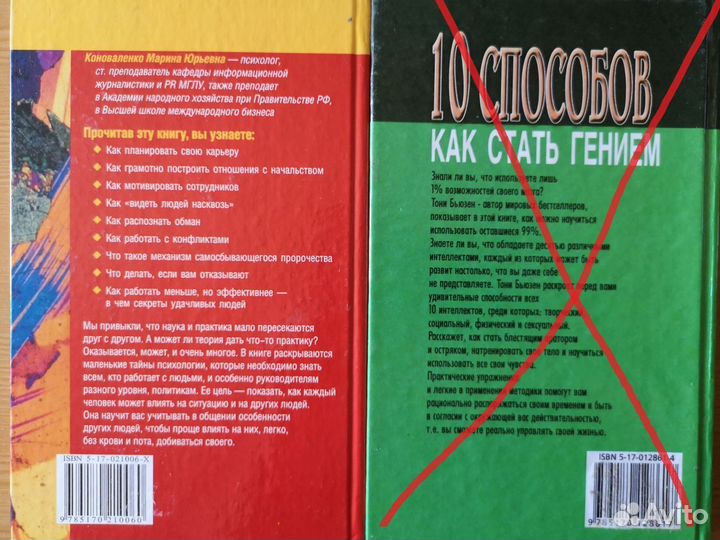 Коноваленко Марина Юрьевна — психолог,
ст. преподаватель кафедры информационной
журналистики и PR МГЛУ, также преподает
в Академии народного хозяйства при Правительстве РФ,
в Высшей школе международного бизнеса
Прочитав эту книгу, вы узнаете:
Как планировать свою карьеру
Как грамотно построить отношения с начальством
Как мотивировать сотрудников
Как «видеть людей насквозь»
Как распознать обман
Как работать с конфликтами
Что такое механизм самосбывающегося пророчества
Что делать, если вам отказывают
Как работать меньше, но эффективнее —
в чем секреты удачливых людей
Мы привыкли, что наука и практика мало пересекаются
друг с другом. А может ли теория дать что-то практику?
Оказывается, может, и очень многое. В книге раскрываются
маленькие тайны психологии, которые необходимо знать
всем, кто работает с людьми, и особенно руководителям
разного уровня, политикам. Ее цель — показать, как каждый
человек может влиять на ситуацию и на других людей.
Она научит вас учитывать в общении особенности
других людей, чтобы проще влиять на них, легко,
без крови и пота, добиваться своего.
ISBN 5-17-021006-X
9 785170 210060
10 СПОСОБОВ
КАК СТАТЬ ГЕНИЕМ
Знали ли вы, что используете лишь
1% возможностей своего мозга?
Тони Бьюзен - автор мировых бестселлеров,
показывает в этой книге, как можно научиться
использовать оставшиеся 99%.
Знаете ли вы, что обладаете десятью различными
интеллектами, каждый из которых может быть
развит настолько, что вы даже себе
не представляете. Тони Бьюзен раскроет перед вами
удивительные способности всех
10 интеллектов, среди которых: творческий,
социальный, физический и сексуальный.
Расскажет, как стать блестящим оратором
и остряком, натренировать свое тело и научиться
использовать все свои чувства.
Практические упражнения
и легкие в применении методики помогут вам
рационально распоряжаться своим временем и быть
в согласии с окружающей вас действительностью,
т.е. вы сможете реально управлять своей жизнью.
ISBN 5-17-01286 -4
Avito